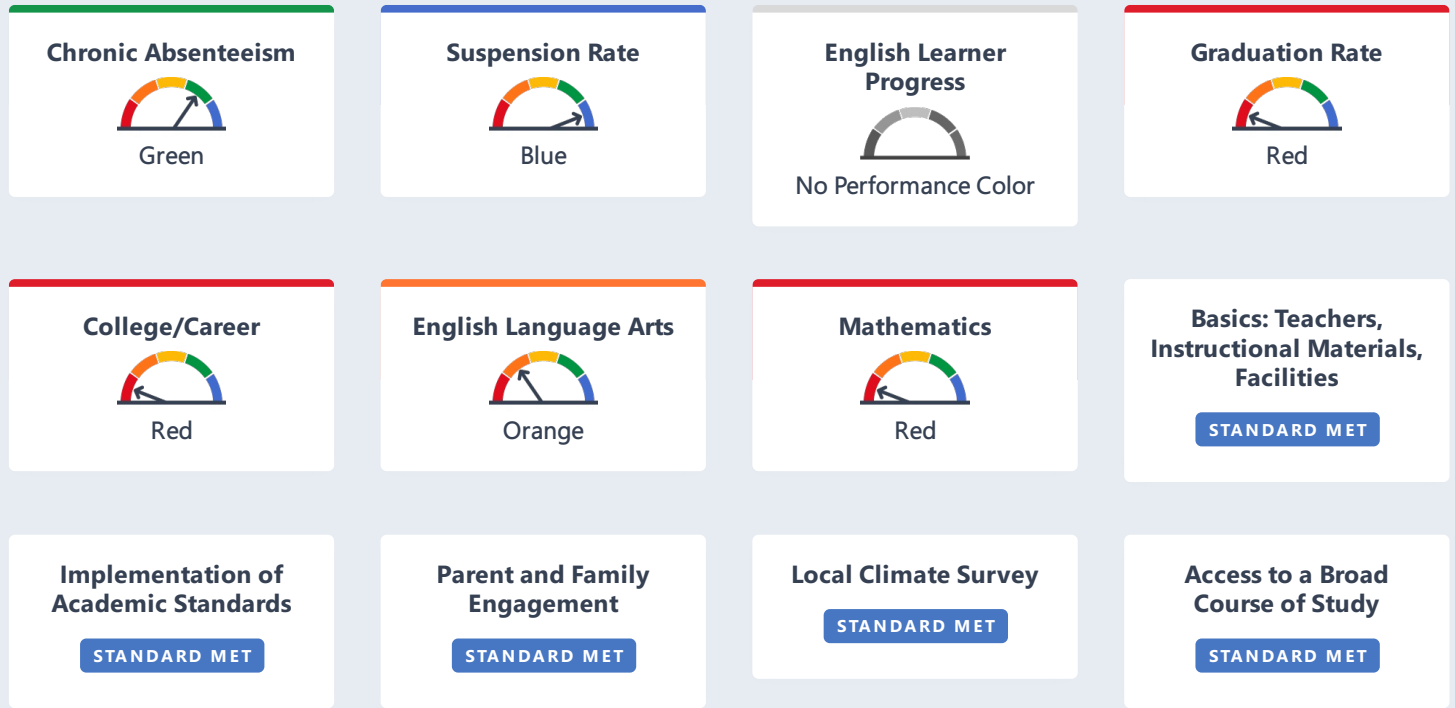 Chronic Absenteeism
Green
Suspension Rate
Blue
English Learner
Progress
No Performance Color
Graduation Rate
Red
College/Career
Red
English Language Arts
Orange
Mathematics
Red
Basics: Teachers,
Instructional Materials,
Facilities
STANDARD MET
Implementation of
Academic Standards
STANDARD MET
Parent and Family
Engagement
STANDARD MET
Local Climate Survey
STANDARD MET
Access to a Broad
Course of Study
STANDARD MET